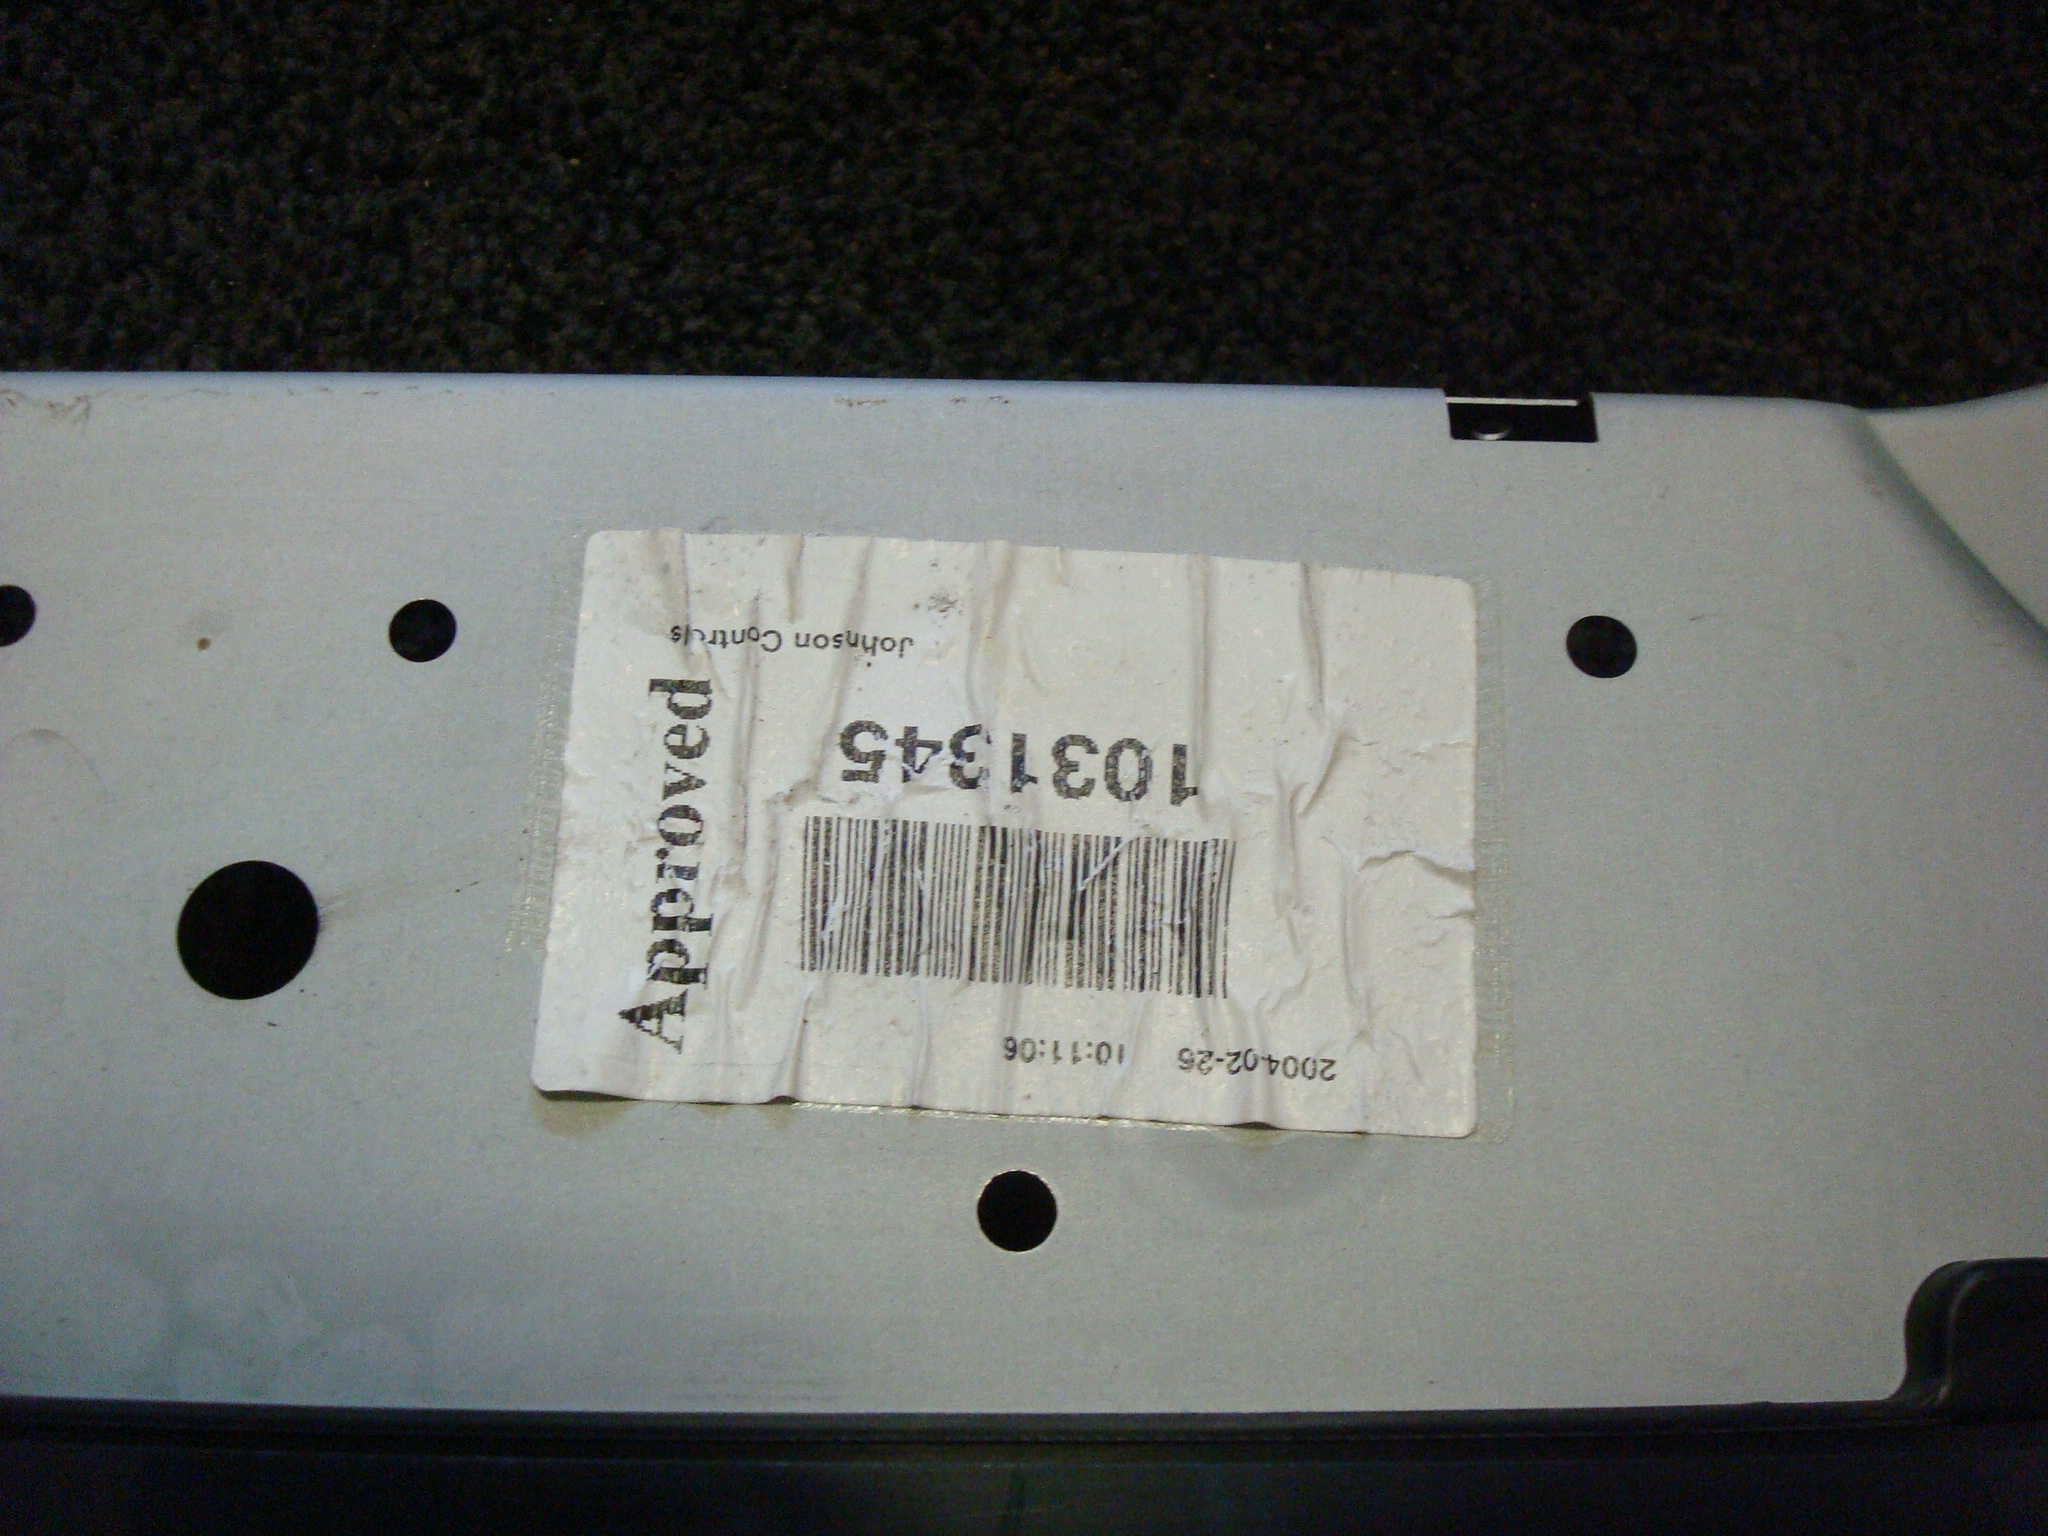 2004-02-26 10:11:06
1031345
Johnson Controls
Approved